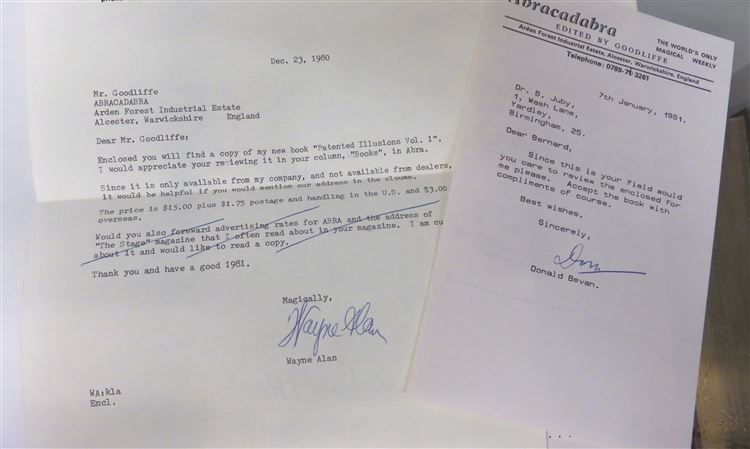 Dec. 23, 1980
Mr. Goodliffe
ABRACADABRA
Arden Forest Industrial Estate
Alcester, Warwickshire England
Dear Mr. Goodliffe:
Enclosed you will find a copy of my new book "Patented Illusions Vol. 1".
I would appreciate your reviewing it in your column, "Books", in Abra.
Since it is only available from my company, and not available from dealers,
it would be helpful if you would mention our address in the cloumn.
The price is $15.00 plus $1.75 postage and handling in the U.S. and $3.00
overseas.
Would you also foreward advertising rates for ABRA and the address of
"The Stage" magazine that I often read about in your magazine. I am cu
about it and would like to read a copy.
Thank you and have a good 1981.
Magically,
Wayne Alan
Wayne Alan
WA:kla
Encl.
Abracadabra
EDITED BY GOODLIFFE
THE WORLD'S ONLY
MAGICAL WEEKLY
Arden Forest Industrial Estate, Alcester, Warwickshire, England
Telephone: 0789-71 3261
7th January, 1981.
Dr. B. Juby,
1, Wash Lane,
Yardley,
Birmingham, 25.
Dear Bernard,
Since this is your field would
you care to review the enclosed for
me please. Accept the book with
compliments of course.
Best wishes.
Sincerely,
Don
Donald Bevan.